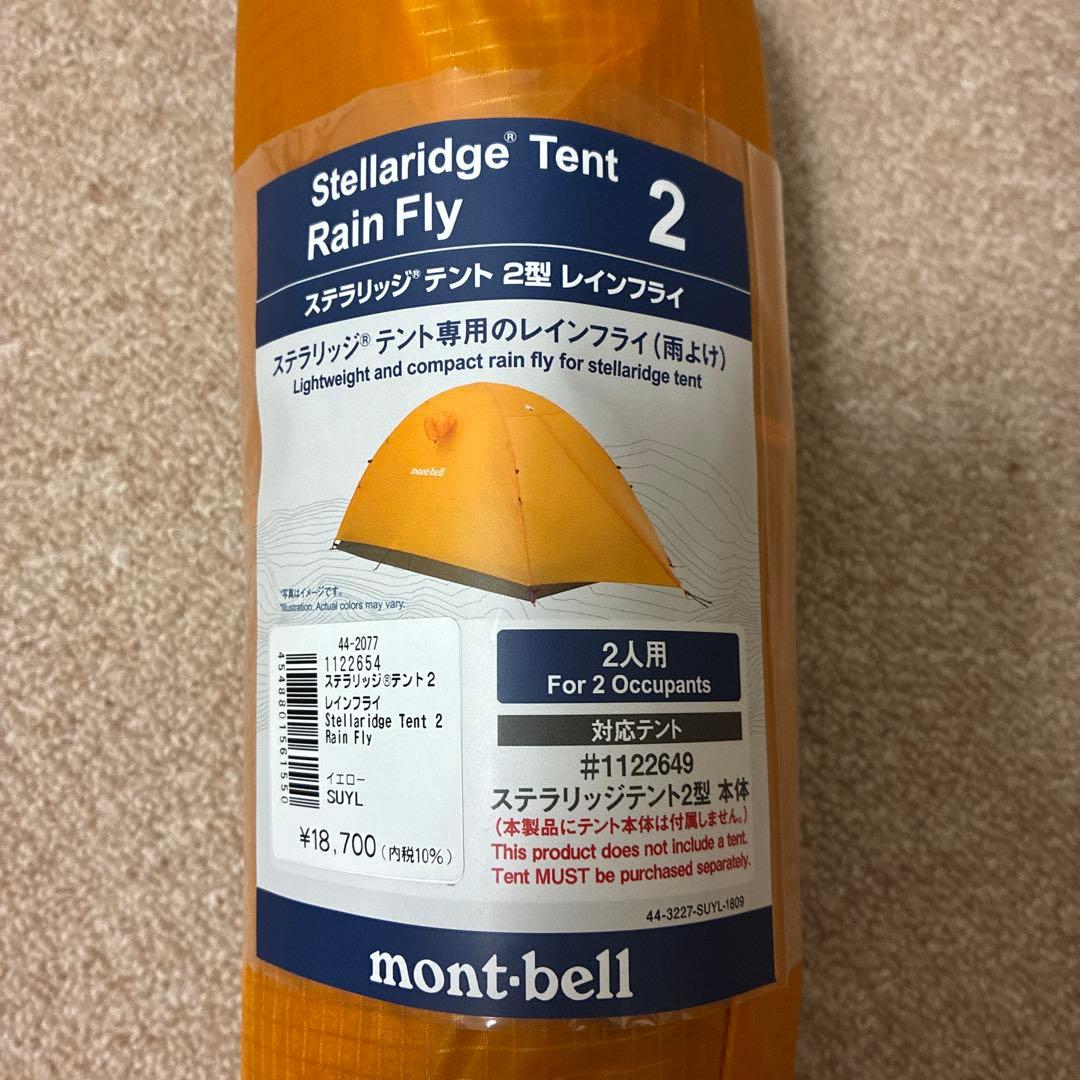 Stellaridge® Tent
Rain Fly
2
ステラリッジ®テント 2型 レインフライ
ステラリッジ® テント専用のレインフライ(雨よけ)
Lightweight and compact rain fly for stellaridge tent
mont-bell
*写真はイメージです。
*Illustration. Actual colors may vary.
44-2077
1122654
ステラリッジ®テント2
レインフライ
Stellaridge Tent 2
Rain Fly
イエロー
SUYL
4548801561550
¥18,700(内税10%)
2人用
For 2 Occupants
対応テント
#1122649
ステラリッジテント2型 本体
(本製品にテント本体は付属しません。)
This product does not include a tent.
Tent MUST be purchased separately.
44-3227-SUYL-1809
mont-bell